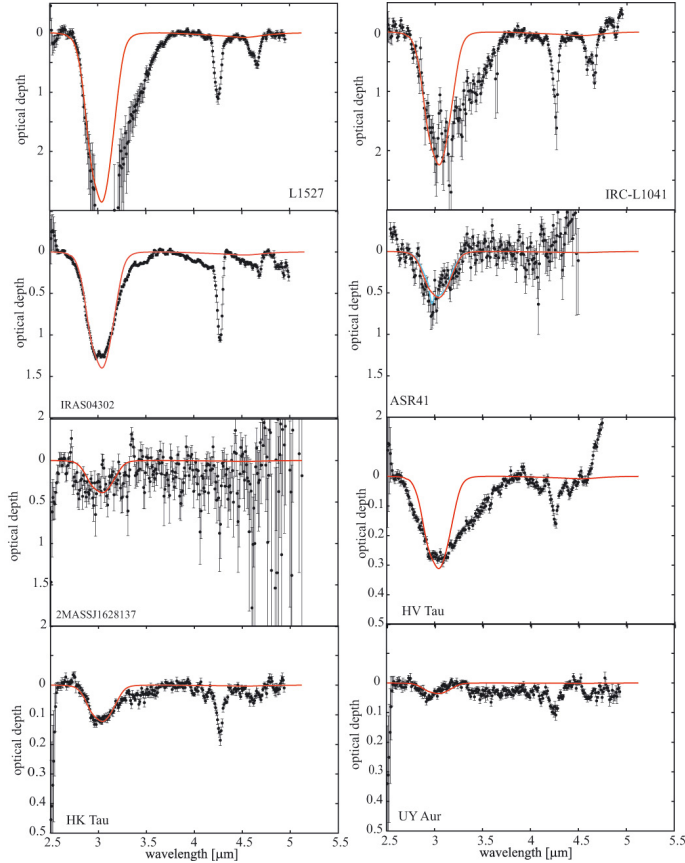 optical depth
0
1
2
L1527
optical depth
0
1
2
IRC-L1041
optical depth
0
0.5
1
1.5
2
IRAS04302
optical depth
0
0.5
1
1.5
2
ASR41
optical depth
0
0.5
1
1.5
2
2MASSJ1628137
optical depth
0
0.1
0.2
0.3
0.4
0.5
HV Tau
optical depth
0
0.1
0.2
0.3
0.4
0.5
HK Tau
2.5 3 3.5 4 4.5 5 5.5
wavelength [μm]
optical depth
0
0.1
0.2
0.3
0.4
0.5
UY Aur
2.5 3 3.5 4 4.5 5 5.5
wavelength [μm]